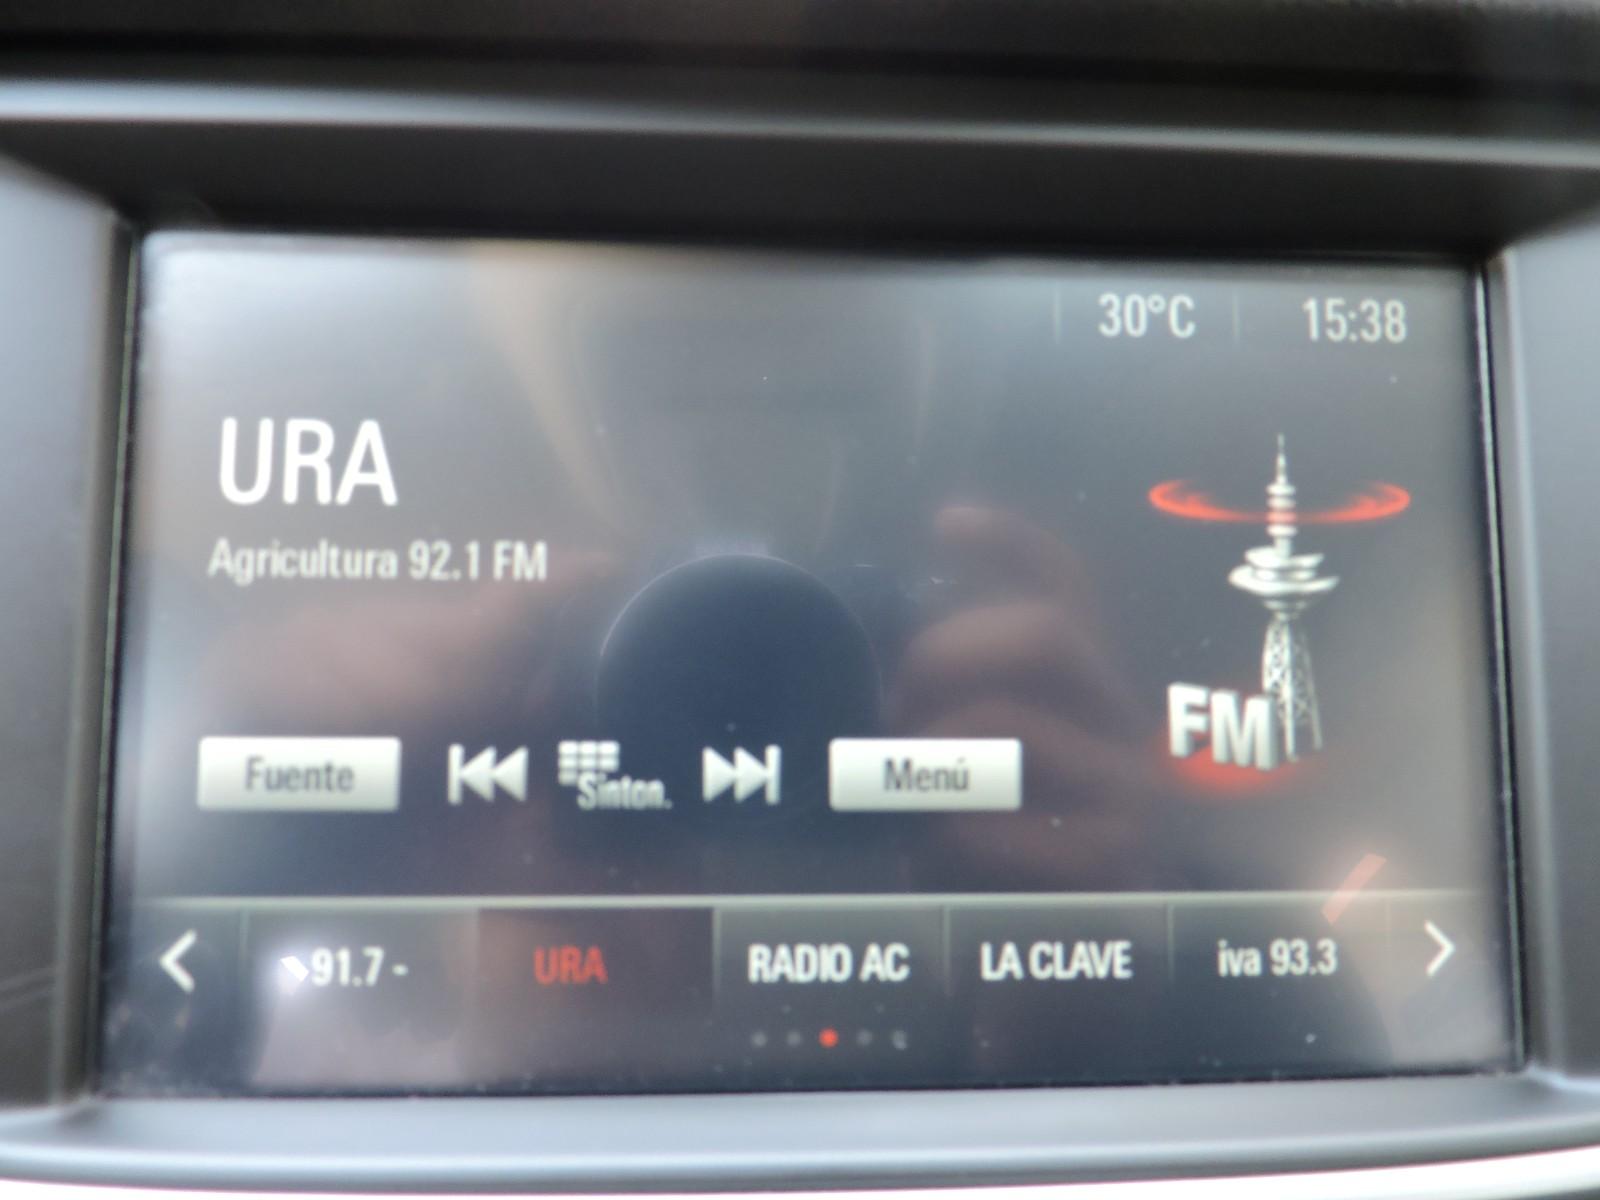 30°C 15:38
URA
Agricultura 92.1 FM
FM
Fuente Sinton. Menú
91.7 - URA RADIO AC LA CLAVE iva 93.3